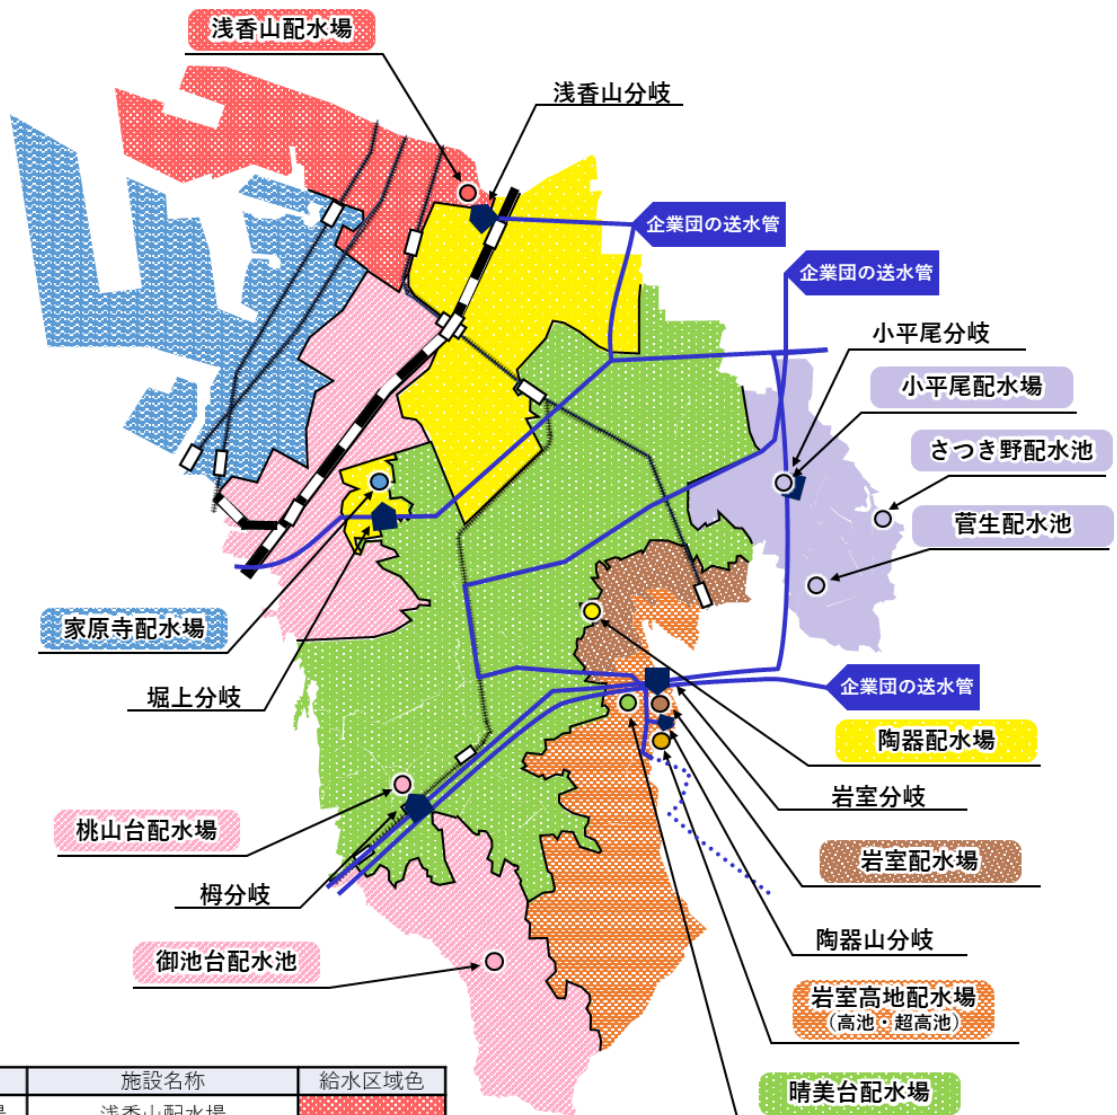 浅香山配水場
浅香山分岐
企業団の送水管
企業団の送水管
小平尾分岐
小平尾配水場
さつき野配水池
菅生配水池
家原寺配水場
堀上分岐
企業団の送水管
陶器配水場
岩室分岐
桃山台配水場
岩室配水場
栂分岐
陶器山分岐
御池台配水池
岩室高地配水場
（高池・超高池）
晴美台配水場
施設名称
給水区域色
場
浅香山配水場